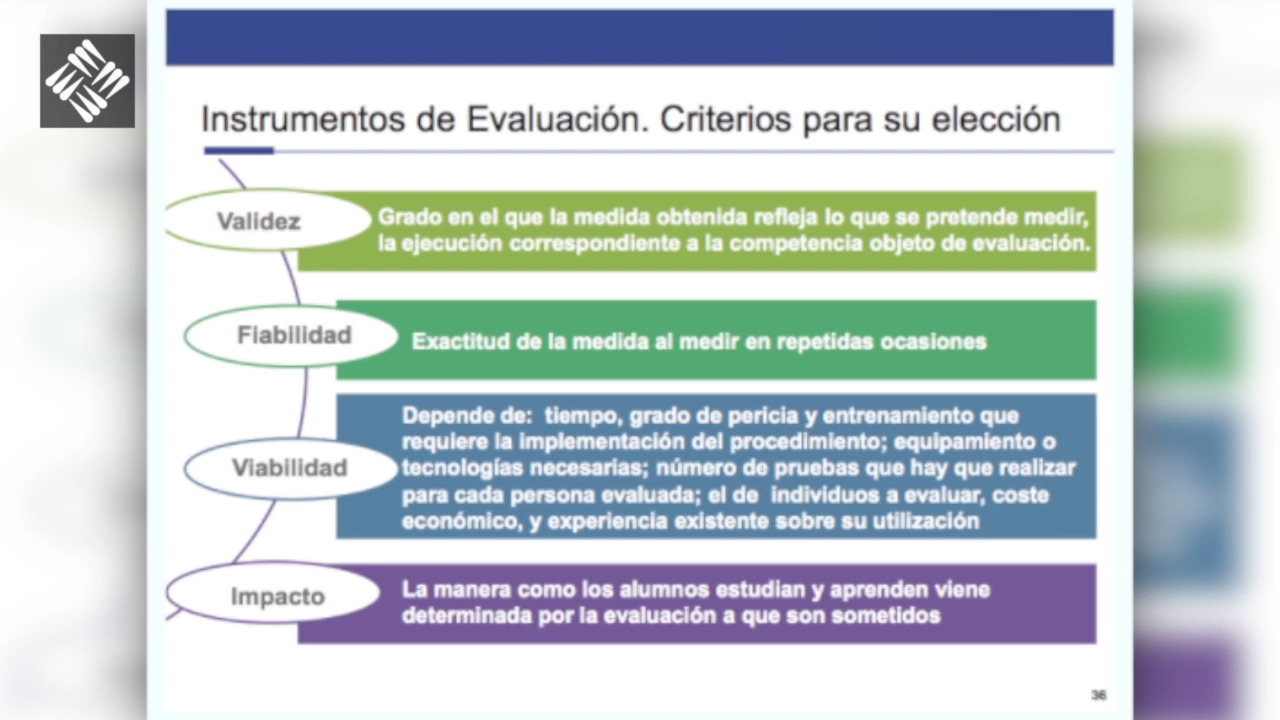 Instrumentos de Evaluación. Criterios para su elección
Validez
Grado en el que la medida obtenida refleja lo que se pretende medir,
la ejecución correspondiente a la competencia objeto de evaluación.
Fiabilidad
Exactitud de la medida al medir en repetidas ocasiones
Viabilidad
Depende de: tiempo, grado de pericia y entrenamiento que
requiere la implementación del procedimiento; equipamiento o
tecnologías necesarias; número de pruebas que hay que realizar
para cada persona evaluada; el de individuos a evaluar, coste
económico, y experiencia existente sobre su utilización
Impacto
La manera como los alumnos estudian y aprenden viene
determinada por la evaluación a que son sometidos
36